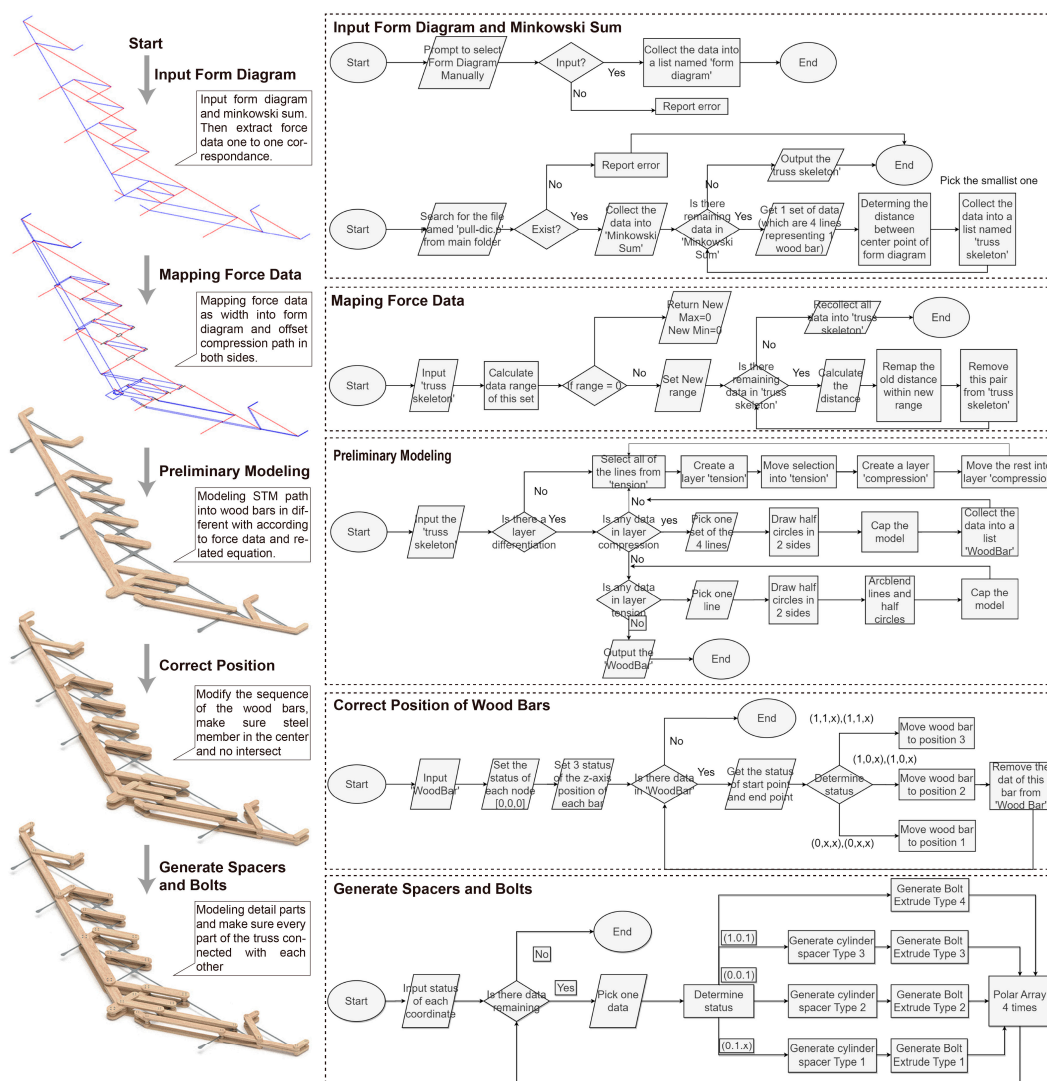 Start
Input Form Diagram
Input form diagram
and minkowski sum.
Then extract force
data one to one cor-
respondance.
Mapping Force Data
Mapping force data
as width into form
diagram and offset
compression path in
both sides.
Preliminary Modeling
Modeling STM path
into wood bars in dif-
ferent with according
to force data and re-
lated equation.
Correct Position
Modify the sequence
of the wood bars,
make sure steel
member in the center
and no intersect
Generate Spacers
and Bolts
Modeling detail parts
and make sure every
part of the truss con-
nected with each
other
Input Form Diagram and Minkowski Sum
Start
Prompt to select
Form Diagram
Manually
Input?
Yes
Collect the data into
a list named 'form
diagram'
End
No
Report error
Report error
No
Output the
'truss skeleton'
End
No
Pick the smallest one
Start
Search for the file
named 'pull-dic.p'
from main folder
Exist?
Yes
Collect the
data into
'Minkowski
Sum'
Is there
remaining
data in
'Minkowski
Sum'
Yes
Get 1 set of data
(which are 4 lines
representing 1
wood bar)
Determing the
distance
between
center point of
form diagram
Collect the
data into a
list named
'truss
skeleton'
Maping Force Data
Return New
Max=0
New Min=0
Recollect all
data into 'truss
skeleton'
End
No
Start
Input
'truss
skeleton'
Calculate
data range
of this set
If range = 0
No
Set New
range
Is there
remaining
data in 'truss
skeleton'
Yes
Calculate
the
distance
Remap the
old distance
within new
range
Remove
this pair
from 'truss
skeleton'
Preliminary Modeling
Select all of
the lines from
'tension'
Create a
layer 'tension'
Move selection
into 'tension'
Create a layer
'compression'
Move the rest into
layer 'compression'
No
No
Start
Input the
'truss
skeleton'
Is there a
layer
differentiation
Yes
Is any data
in layer
compression
yes
Pick one
set of the
4 lines
Draw half
circles in
2 sides
Cap the
model
Collect the
data into a
list
'WoodBar'
No
Is any data
in layer
tension
Pick one
line
Draw half
circles in
2 sides
Arcblend
lines and
half
circles
Cap the
model
No
Output the
'WoodBar'
End
Correct Position of Wood Bars
End
(1,1,x),(1,1,x)
Move wood bar
to position 3
No
(1,0,x),(1,0,x)
Start
Input
'WoodBar'
Set the
status of
each node
[0,0,0]
Set 3 status
of the z-axis
position of
each bar
Is there data
in 'WoodBar'
Yes
Get the status
of start point
and end point
Determine
status
Move wood bar
to position 2
Remove the
dat of this
bar from
'Wood Bar'
(0,x,x),(0,x,x)
Move wood bar
to position 1
Generate Spacers and Bolts
Generate Bolt
Extrude Type 4
End
No
(1.0.1)
Generate cylinder
spacer Type 3
Generate Bolt
Extrude Type 3
(0.0.1)
Start
Input status
of each
coordinate
Is there data
remaining
Yes
Pick one
data
Determine
status
Generate cylinder
spacer Type 2
Generate Bolt
Extrude Type 2
Polar Array
4 times
(0.1.x)
Generate cylinder
spacer Type 1
Generate Bolt
Extrude Type 1